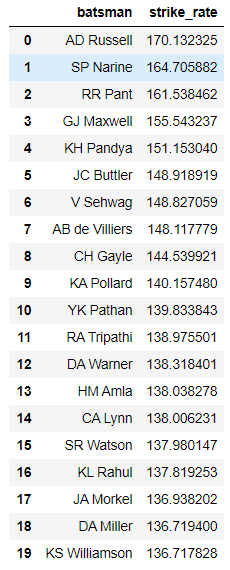 batsman strike_rate
0 AD Russell 170.132325
1 SP Narine 164.705882
2 RR Pant 161.538462
3 GJ Maxwell 155.543237
4 KH Pandya 151.153040
5 JC Buttler 148.918919
6 V Sehwag 148.827059
7 AB de Villiers 148.117779
8 CH Gayle 144.539921
9 KA Pollard 140.157480
10 YK Pathan 139.833843
11 RA Tripathi 138.975501
12 DA Warner 138.318401
13 HM Amla 138.038278
14 CA Lynn 138.006231
15 SR Watson 137.980147
16 KL Rahul 137.819253
17 JA Morkel 136.938202
18 DA Miller 136.719400
19 KS Williamson 136.717828